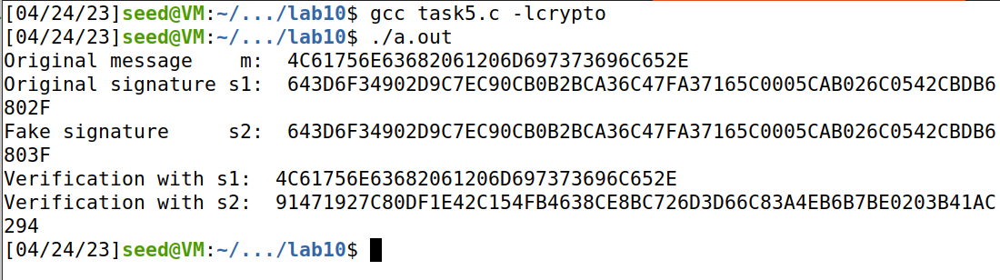 [04/24/23]seed@VM:~/.../lab10$ gcc task5.c -lcrypto
[04/24/23]seed@VM:~/.../lab10$ ./a.out
Original message    m:  4C61756E63682061206D697373696C652E
Original signature s1:  643D6F34902D9C7EC90CB0B2BCA36C47FA37165C0005CAB026C0542CBDB6
802F
Fake signature     s2:  643D6F34902D9C7EC90CB0B2BCA36C47FA37165C0005CAB026C0542CBDB6
803F
Verification with s1:  4C61756E63682061206D697373696C652E
Verification with s2:  91471927C80DF1E42C154FB4638CE8BC726D3D66C83A4EB6B7BE0203B41AC
294
[04/24/23]seed@VM:~/.../lab10$